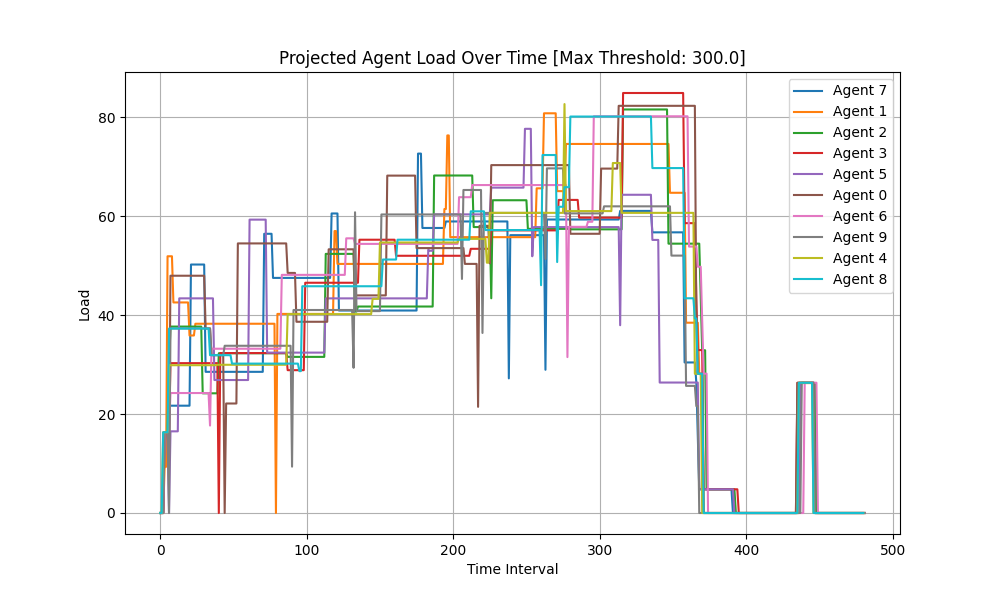 Projected Agent Load Over Time [Max Threshold: 300.0]
Load
80
60
40
20
0
0 100 200 300 400 500
Time Interval
Agent 7
Agent 1
Agent 2
Agent 3
Agent 5
Agent 0
Agent 6
Agent 9
Agent 4
Agent 8